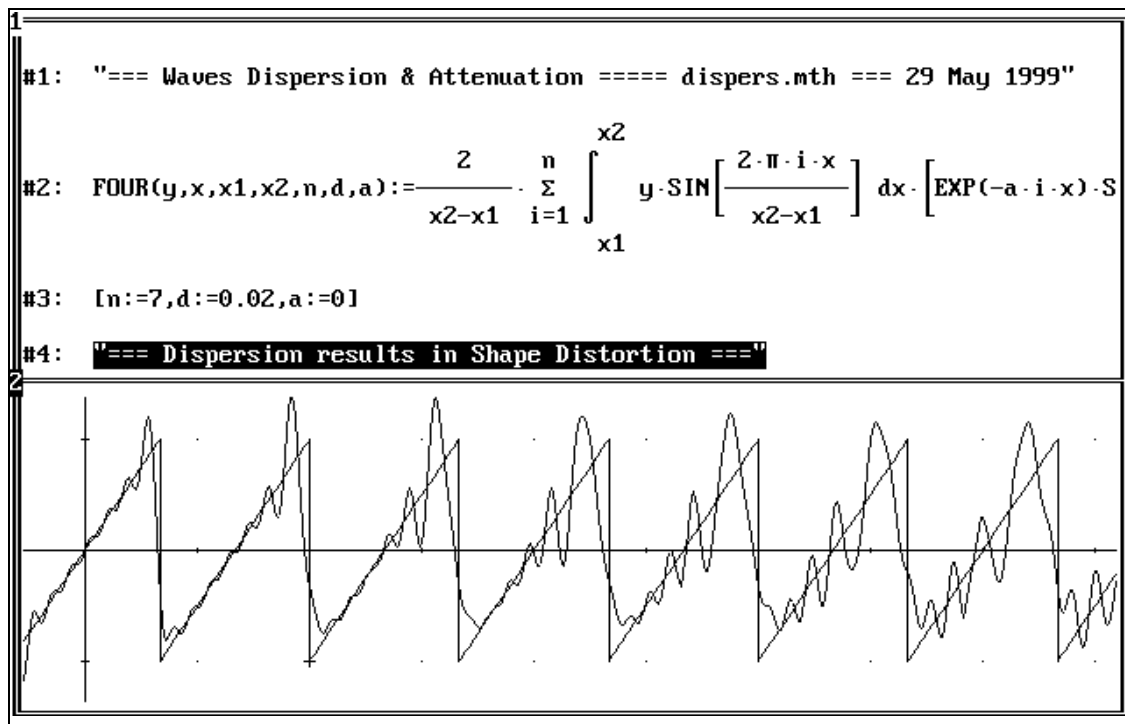 1
#1: "=== Waves Dispersion & Attenuation ===== dispers.mth === 29 May 1999"
#2: FOUR(y,x,x1,x2,n,d,a):= 2/(x2-x1) · Σ i=1 n ∫ x1 x2 y·SIN[2·π·i·x/(x2-x1)] dx·[EXP(-a·i·x)·S
#3: [n:=7,d:=0.02,a:=0]
#4: "=== Dispersion results in Shape Distortion ==="
2